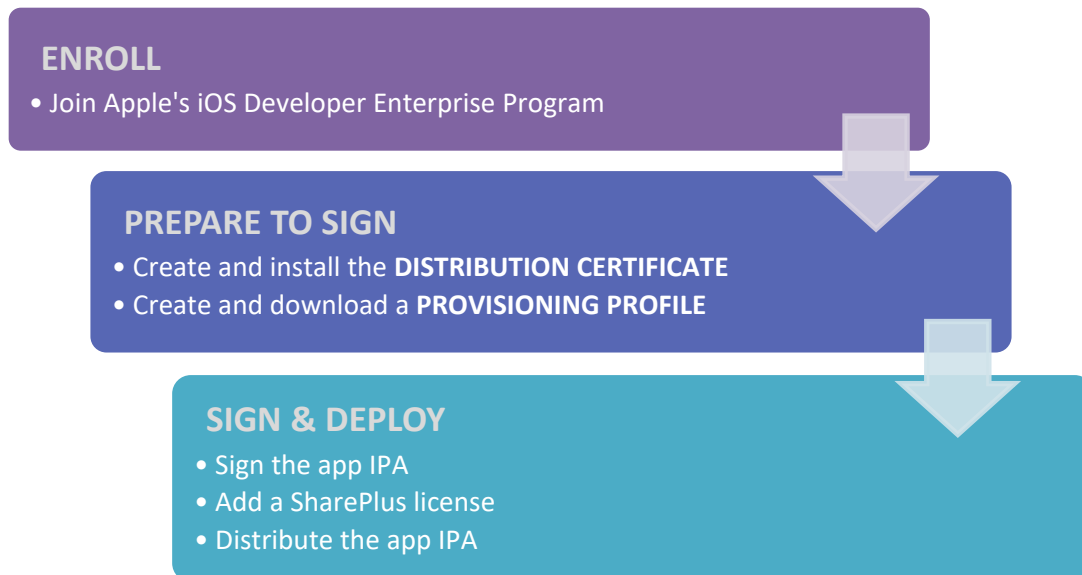 ENROLL
• Join Apple's iOS Developer Enterprise Program
PREPARE TO SIGN
• Create and install the DISTRIBUTION CERTIFICATE
• Create and download a PROVISIONING PROFILE
SIGN & DEPLOY
• Sign the app IPA
• Add a SharePlus license
• Distribute the app IPA